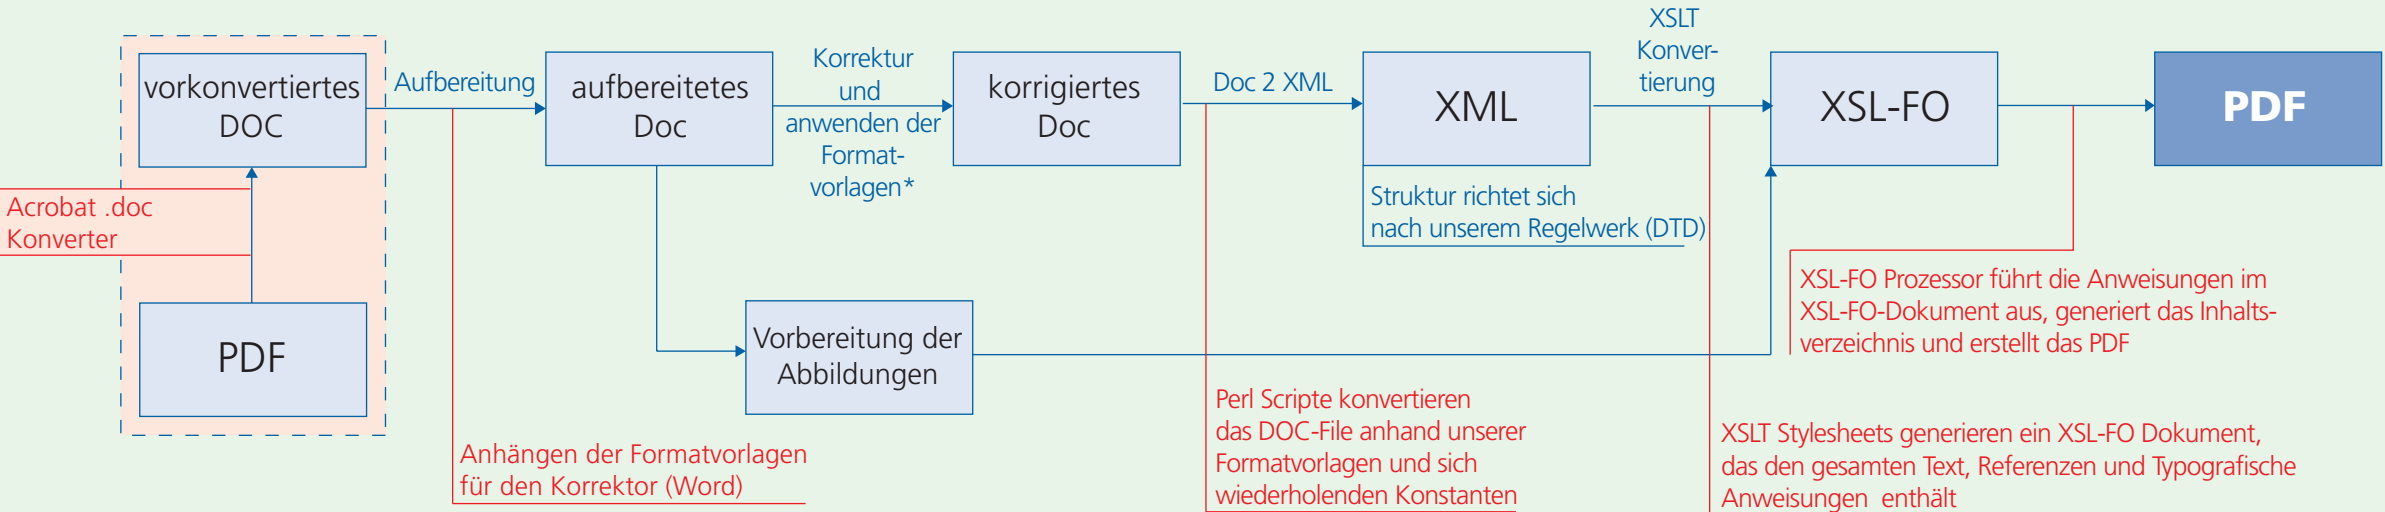 vorkonvertiertes
DOC
Acrobat .doc
Konverter
PDF
Aufbereitung
Anhängen der Formatvorlagen
für den Korrektor (Word)
aufbereitetes
Doc
Korrektur
und
anwenden der
Format-
vorlagen*
Vorbereitung der
Abbildungen
korrigiertes
Doc
Doc 2 XML
Perl Scripte konvertieren
das DOC-File anhand unserer
Formatvorlagen und sich
wiederholenden Konstanten
XML
Struktur richtet sich
nach unserem Regelwerk (DTD)
XSLT
Konver-
tierung
XSLT Stylesheets generieren ein XSL-FO Dokument,
das den gesamten Text, Referenzen und Typografische
Anweisungen enthält
XSL-FO
XSL-FO Prozessor führt die Anweisungen im
XSL-FO-Dokument aus, generiert das Inhalts-
verzeichnis und erstellt das PDF
PDF